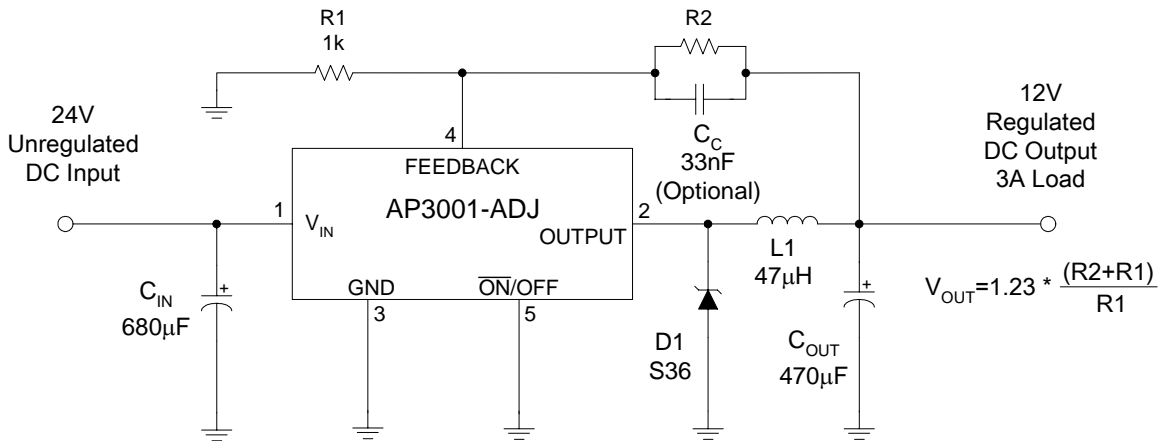 R1
1k
R2
C_C
33nF
(Optional)
24V
Unregulated
DC Input
12V
Regulated
DC Output
3A Load
4
FEEDBACK
AP3001-ADJ
1
V_IN
2
OUTPUT
GND
3
ON/OFF
5
C_IN
680μF
L1
47μH
D1
S36
C_OUT
470μF
V_OUT=1.23 * (R2+R1)
R1
+
+